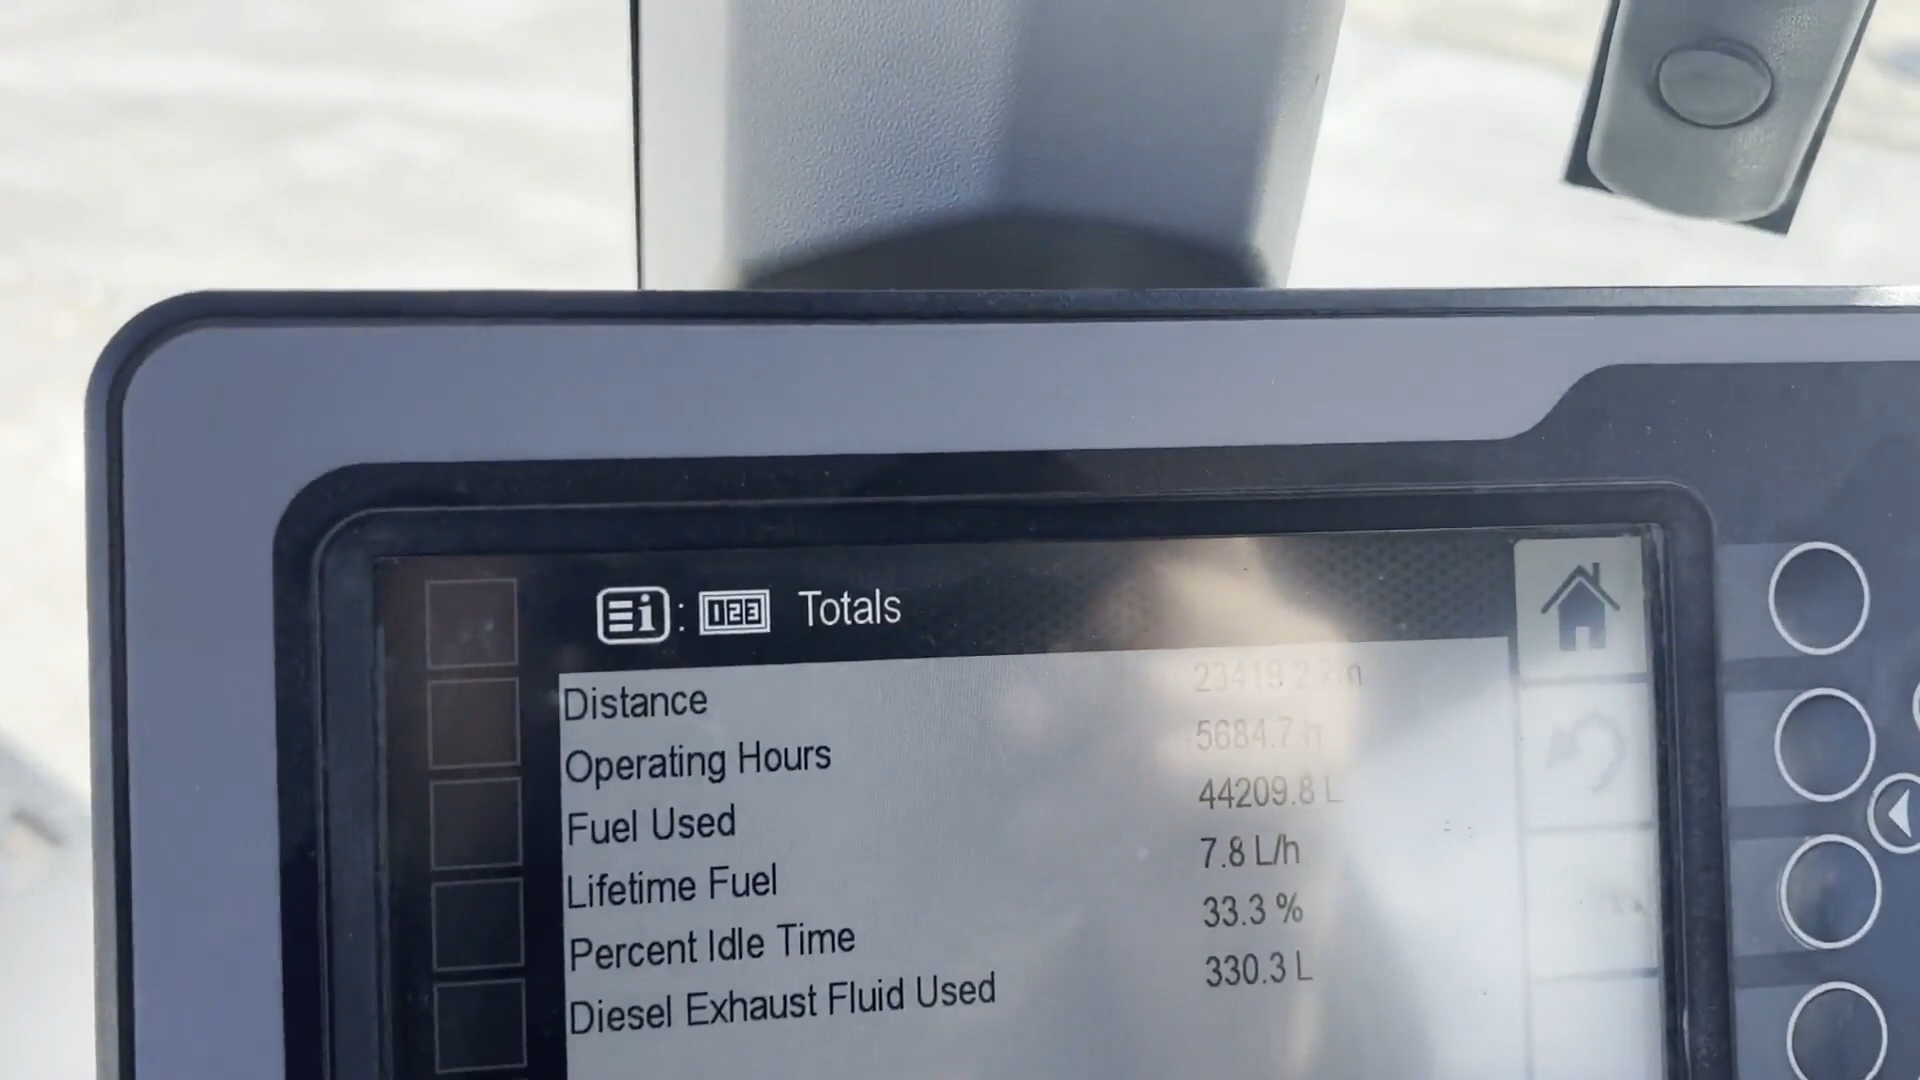 i : 123 Totals
Distance
Operating Hours 5684.7 h
Fuel Used 44209.8 L
Lifetime Fuel 7.8 L/h
Percent Idle Time 33.3 %
Diesel Exhaust Fluid Used 330.3 L